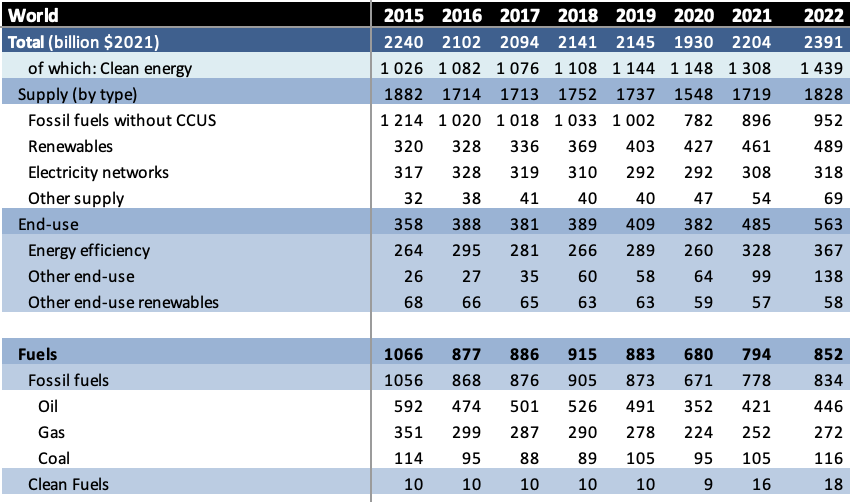 World 2015 2016 2017 2018 2019 2020 2021 2022
Total (billion $2021) 2240 2102 2094 2141 2145 1930 2204 2391
of which: Clean energy 1 026 1 082 1 076 1 108 1 144 1 148 1 308 1 439
Supply (by type) 1882 1714 1713 1752 1737 1548 1719 1828
Fossil fuels without CCUS 1 214 1 020 1 018 1 033 1 002 782 896 952
Renewables 320 328 336 369 403 427 461 489
Electricity networks 317 328 319 310 292 292 308 318
Other supply 32 38 41 40 40 47 54 69
End-use 358 388 381 389 409 382 485 563
Energy efficiency 264 295 281 266 289 260 328 367
Other end-use 26 27 35 60 58 64 99 138
Other end-use renewables 68 66 65 63 63 59 57 58
Fuels 1066 877 886 915 883 680 794 852
Fossil fuels 1056 868 876 905 873 671 778 834
Oil 592 474 501 526 491 352 421 446
Gas 351 299 287 290 278 224 252 272
Coal 114 95 88 89 105 95 105 116
Clean Fuels 10 10 10 10 10 9 16 18